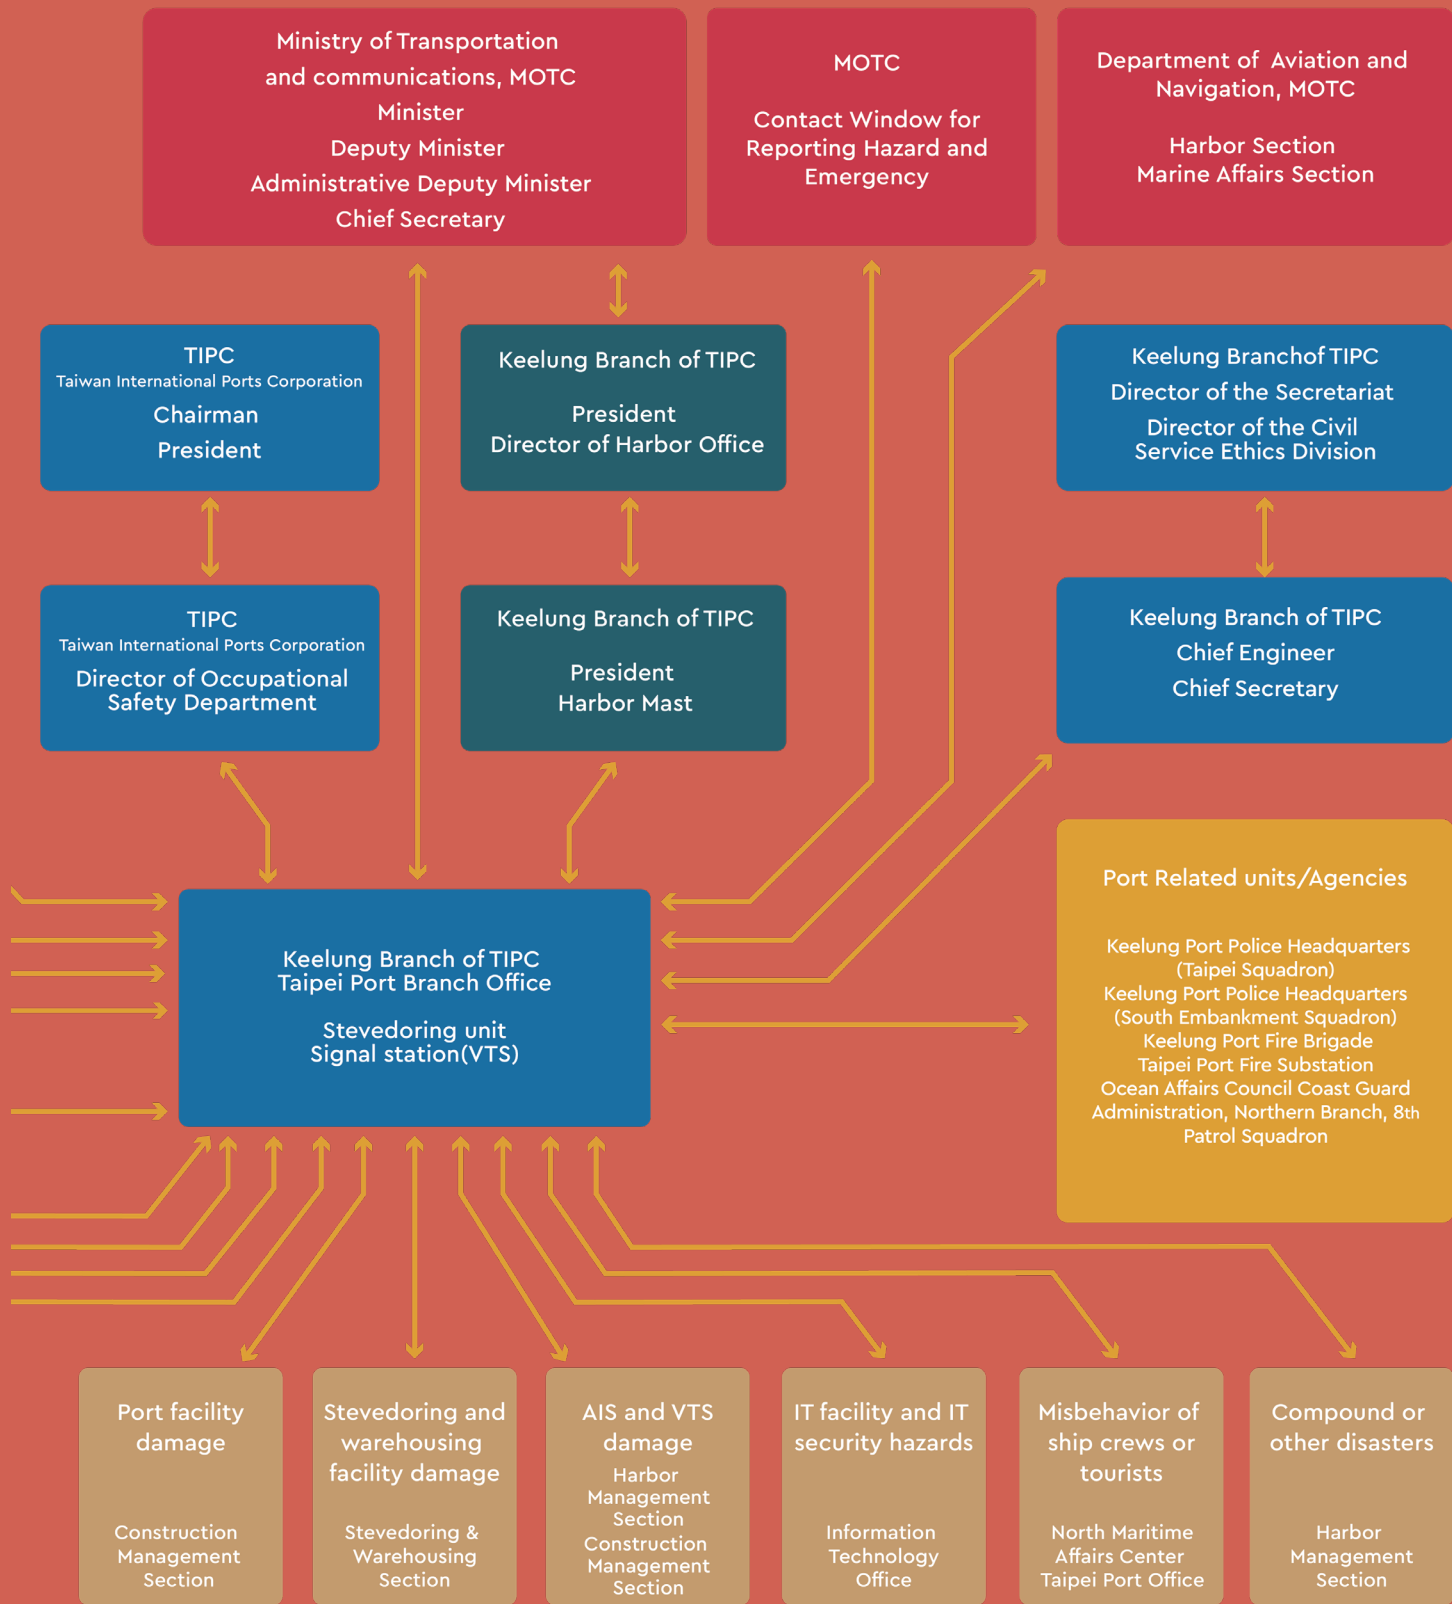 Ministry of Transportation
and communications, MOTC
Minister
Deputy Minister
Administrative Deputy Minister
Chief Secretary
MOTC
Contact Window for
Reporting Hazard and
Emergency
Department of Aviation and
Navigation, MOTC
Harbor Section
Marine Affairs Section
TIPC
Taiwan International Ports Corporation
Chairman
President
Keelung Branch of TIPC
President
Director of Harbor Office
Keelung Branchof TIPC
Director of the Secretariat
Director of the Civil
Service Ethics Division
TIPC
Taiwan International Ports Corporation
Director of Occupational
Safety Department
Keelung Branch of TIPC
President
Harbor Mast
Keelung Branch of TIPC
Chief Engineer
Chief Secretary
Keelung Branch of TIPC
Taipei Port Branch Office
Stevedoring unit
Signal station(VTS)
Port Related units/Agencies
Keelung Port Police Headquarters
(Taipei Squadron)
Keelung Port Police Headquarters
(South Embankment Squadron)
Keelung Port Fire Brigade
Taipei Port Fire Substation
Ocean Affairs Council Coast Guard
Administration, Northern Branch, 8th
Patrol Squadron
Port facility
damage
Construction
Management
Section
Stevedoring and
warehousing
facility damage
Stevedoring &
Warehousing
Section
AIS and VTS
damage
Harbor
Management
Section
Construction
Management
Section
IT facility and IT
security hazards
Information
Technology
Office
Misbehavior of
ship crews or
tourists
North Maritime
Affairs Center
Taipei Port Office
Compound or
other disasters
Harbor
Management
Section